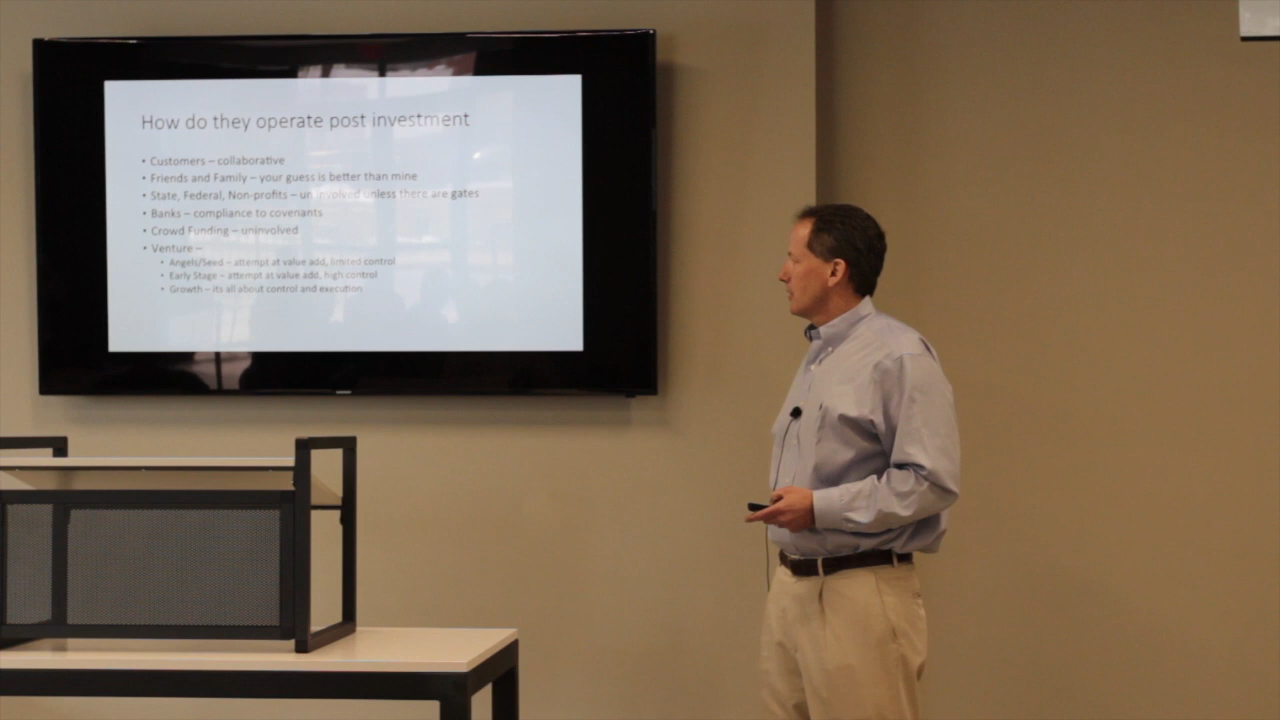 How do they operate post investment
• Customers – collaborative
• Friends and Family – your guess is better than mine
• State, Federal, Non-profits – uninvolved unless there are gates
• Banks – compliance to covenants
• Crowd Funding – uninvolved
• Venture –
• Angels/Seed – attempt at value add, limited control
• Early Stage – attempt at value add, high control
• Growth – its all about control and execution